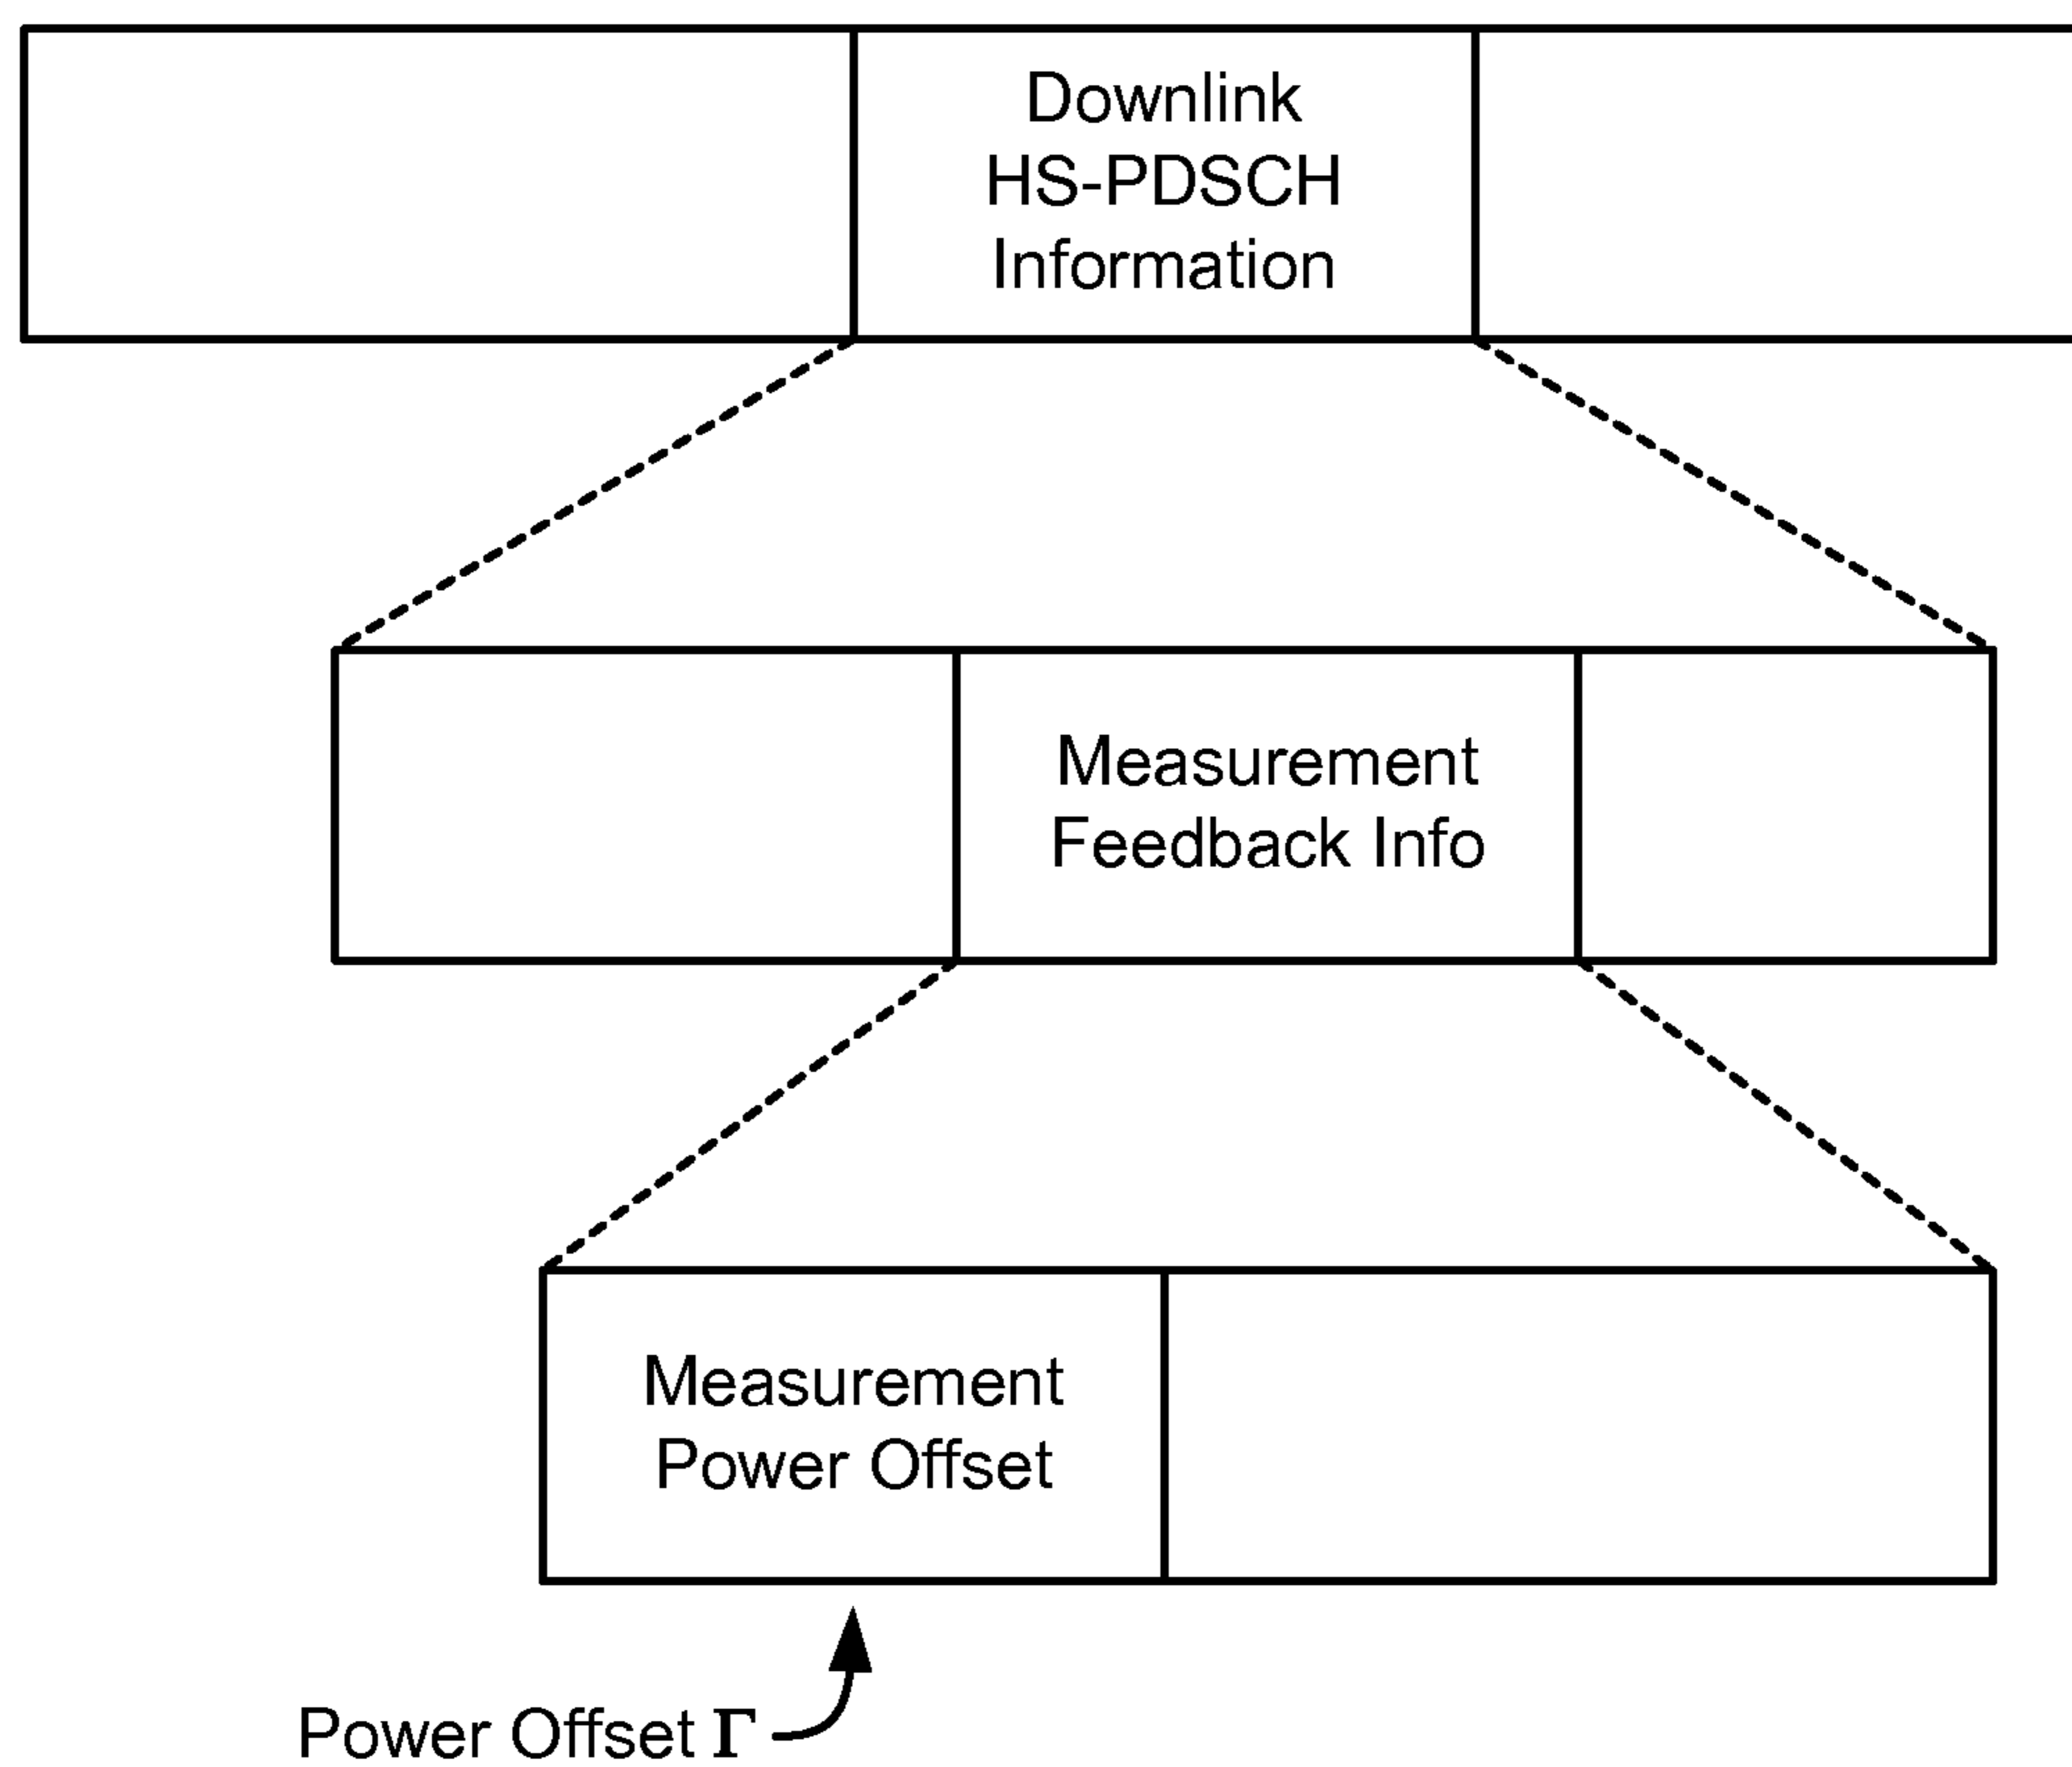 Downlink
HS-PDSCH
Information
Measurement
Feedback Info
Measurement
Power Offset
Power Offset Γ